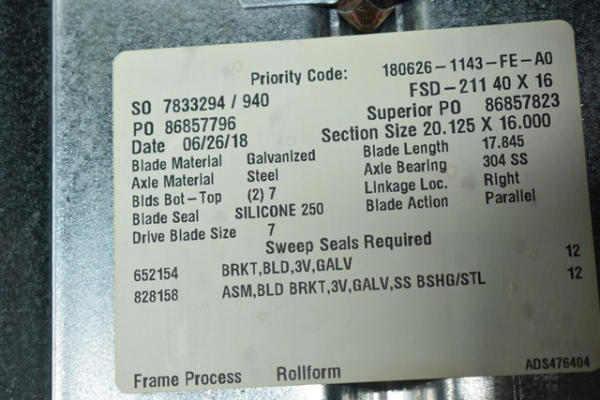 Priority Code: 180626-1143-FE-A0
SO 7833294 / 940 FSD-211 40 X 16
PO 86857796 Superior PO 86857823
Date 06/26/18 Section Size 20.125 X 16.000
Blade Material Galvanized Blade Length 17.845
Axle Material Steel Axle Bearing 304 SS
Blds Bot-Top (2) 7 Linkage Loc. Right
Blade Seal SILICONE 250 Blade Action Parallel
Drive Blade Size 7
Sweep Seals Required
652154 BRKT,BLD,3V,GALV 12
828158 ASM,BLD BRKT,3V,GALV,SS BSHG/STL 12
Frame Process Rollform
ADS476404